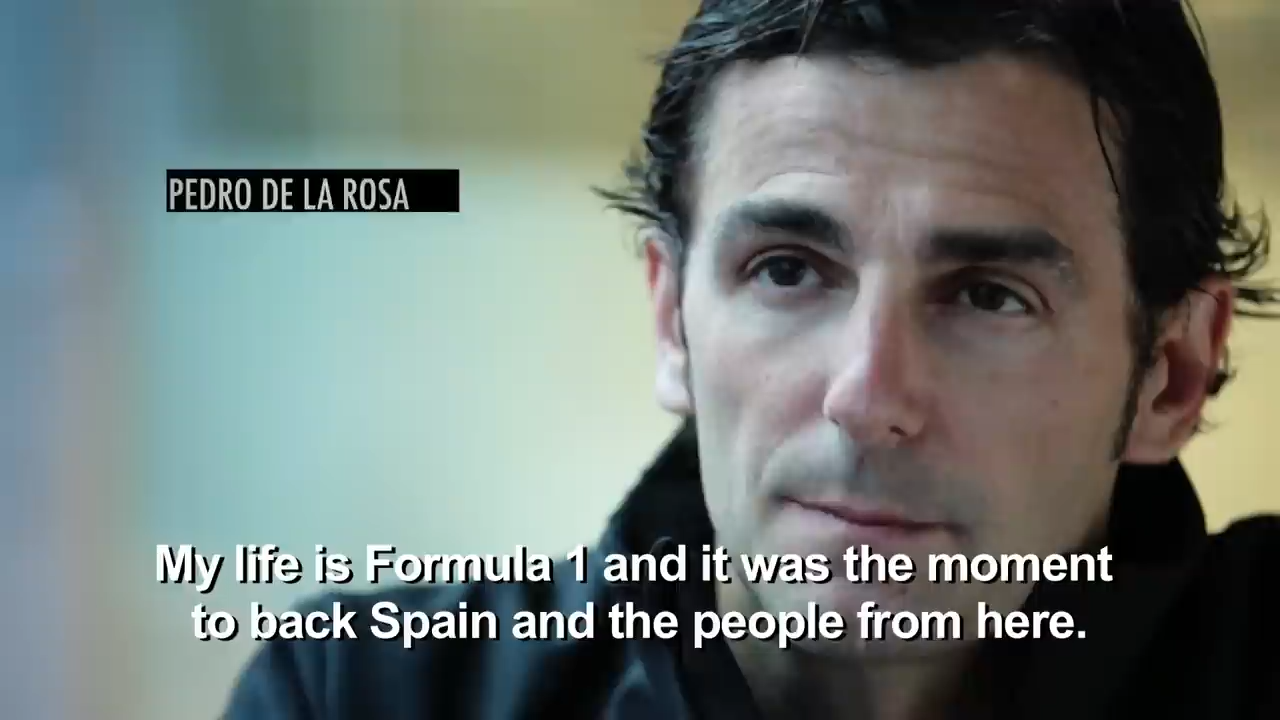 PEDRO DE LA ROSA
My life is Formula 1 and it was the moment
to back Spain and the people from here.